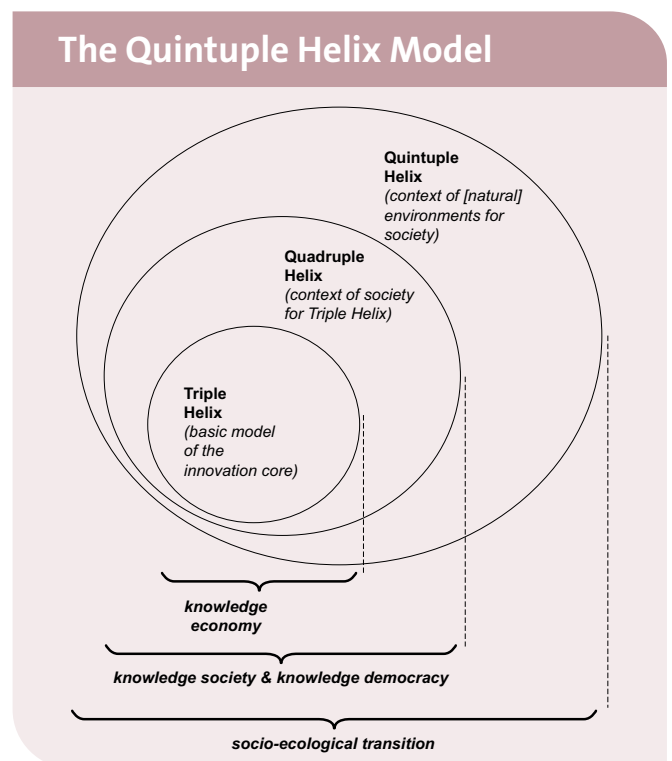 The Quintuple Helix Model
Quintuple
Helix
(context of [natural]
environments for
society)
Quadruple
Helix
(context of society
for Triple Helix)
Triple
Helix
(basic model
of the
innovation core)
knowledge
economy
knowledge society & knowledge democracy
socio-ecological transition